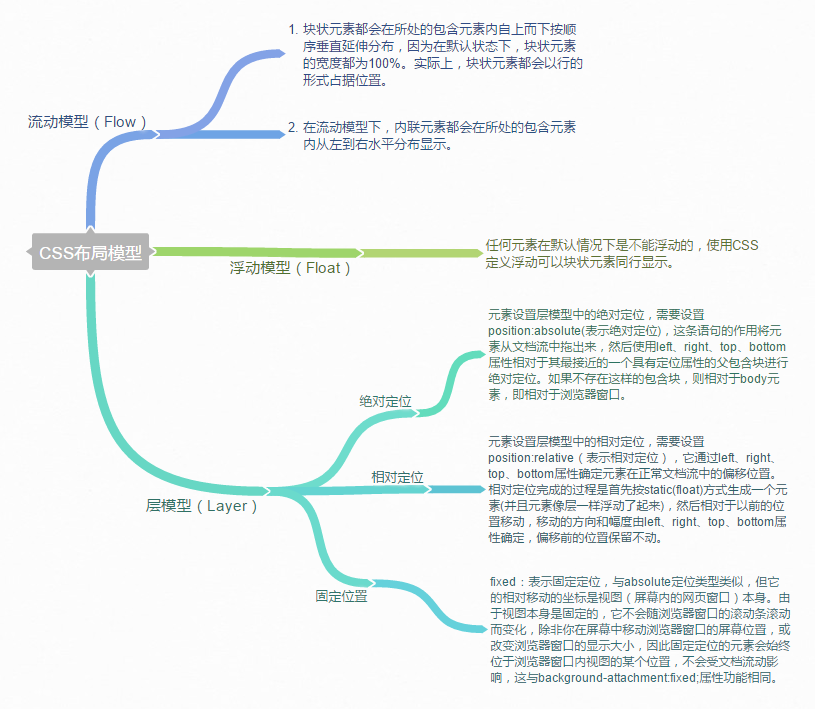 1. 块状元素都会在所处的包含元素内自上而下按顺
序垂直延伸分布，因为在默认状态下，块状元素
的宽度都为100%。实际上，块状元素都会以行的
形式占据位置。
流动模型（Flow）
2. 在流动模型下，内联元素都会在所处的包含元素
内从左到右水平分布显示。
CSS布局模型
浮动模型（Float）
任何元素在默认情况下是不能浮动的，使用CSS
定义浮动可以块状元素同行显示。
元素设置层模型中的绝对定位，需要设置
position:absolute(表示绝对定位)，这条语句的作用将元
素从文档流中拖出来，然后使用left、right、top、bottom
属性相对于其最接近的一个具有定位属性的父包含块进行
绝对定位。如果不存在这样的包含块，则相对于body元
素，即相对于浏览器窗口。
绝对定位
元素设置层模型中的相对定位，需要设置
position:relative（表示相对定位），它通过left、right、
top、bottom属性确定元素在正常文档流中的偏移位置。
相对定位完成的过程是首先按static(float)方式生成一个元
素(并且元素像层一样浮动了起来)，然后相对于以前的位
置移动，移动的方向和幅度由left、right、top、bottom属
性确定，偏移前的位置保留不动。
相对定位
层模型（Layer）
固定位置
fixed：表示固定定位，与absolute定位类型类似，但它
的相对移动的坐标是视图（屏幕内的网页窗口）本身。由
于视图本身是固定的，它不会随浏览器窗口的滚动条滚动
而变化，除非你在屏幕中移动浏览器窗口的屏幕位置，或
改变浏览器窗口的显示大小，因此固定定位的元素会始终
位于浏览器窗口内视图的某个位置，不会受文档流动影
响，这与background-attachment:fixed;属性功能相同。